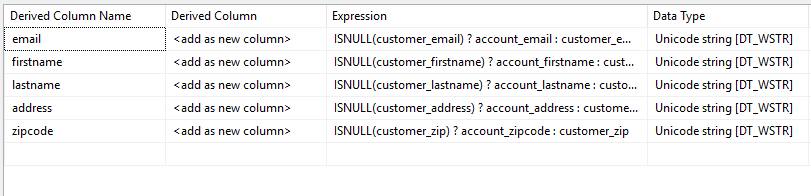 Derived Column Name Derived Column Expression Data Type
email <add as new column> ISNULL(customer_email) ? account_email : customer_e... Unicode string [DT_WSTR]
firstname <add as new column> ISNULL(customer_firstname) ? account_firstname : cust... Unicode string [DT_WSTR]
lastname <add as new column> ISNULL(customer_lastname) ? account_lastname : custo... Unicode string [DT_WSTR]
address <add as new column> ISNULL(customer_address) ? account_address : custome... Unicode string [DT_WSTR]
zipcode <add as new column> ISNULL(customer_zip) ? account_zipcode : customer_zip Unicode string [DT_WSTR]